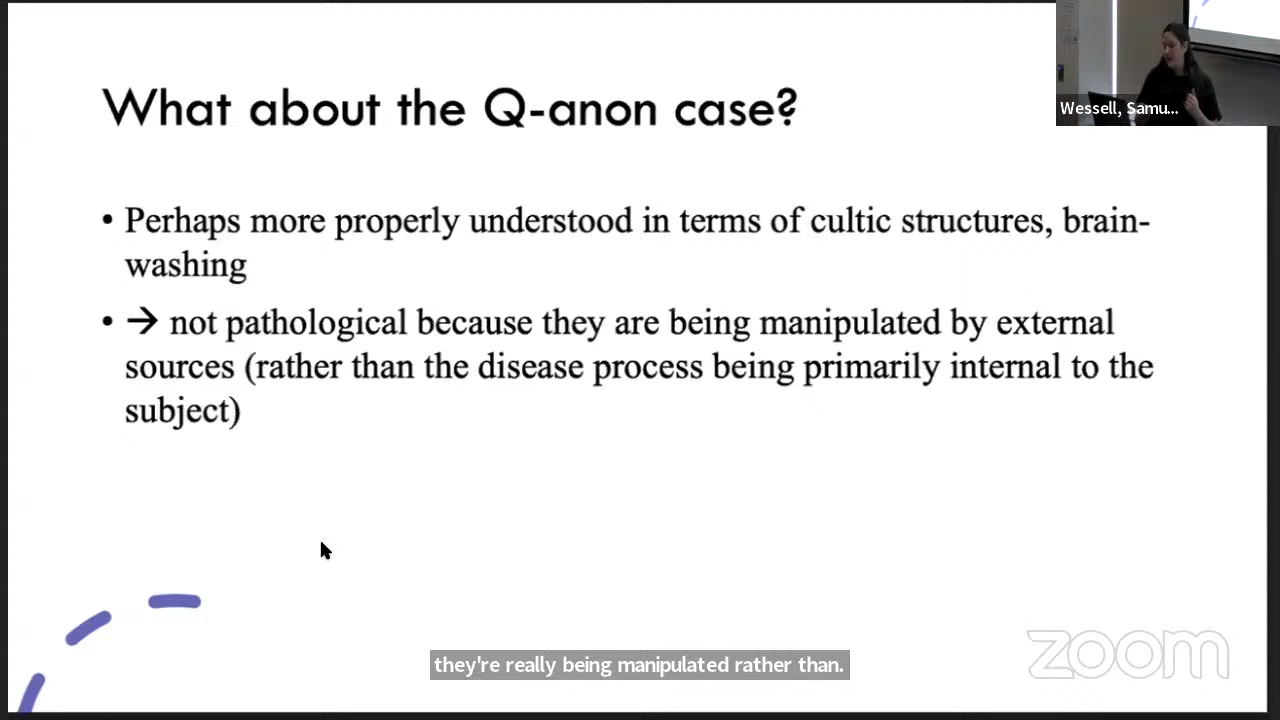 What about the Q-anon case?
Wessell, Samu...
• Perhaps more properly understood in terms of cultic structures, brain-
washing
• → not pathological because they are being manipulated by external
sources (rather than the disease process being primarily internal to the
subject)
zoom
they're really being manipulated rather than.